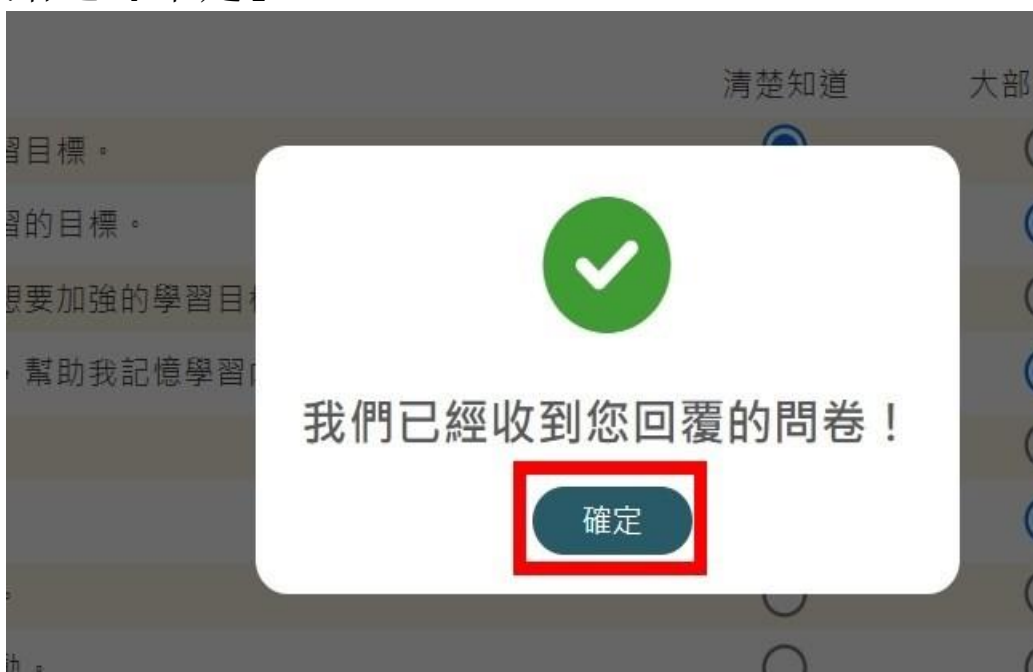 清楚知道 大部
習目標。
習的目標。
想要加強的學習目
，幫助我記憶學習
我們已經收到您回覆的問卷！
確定